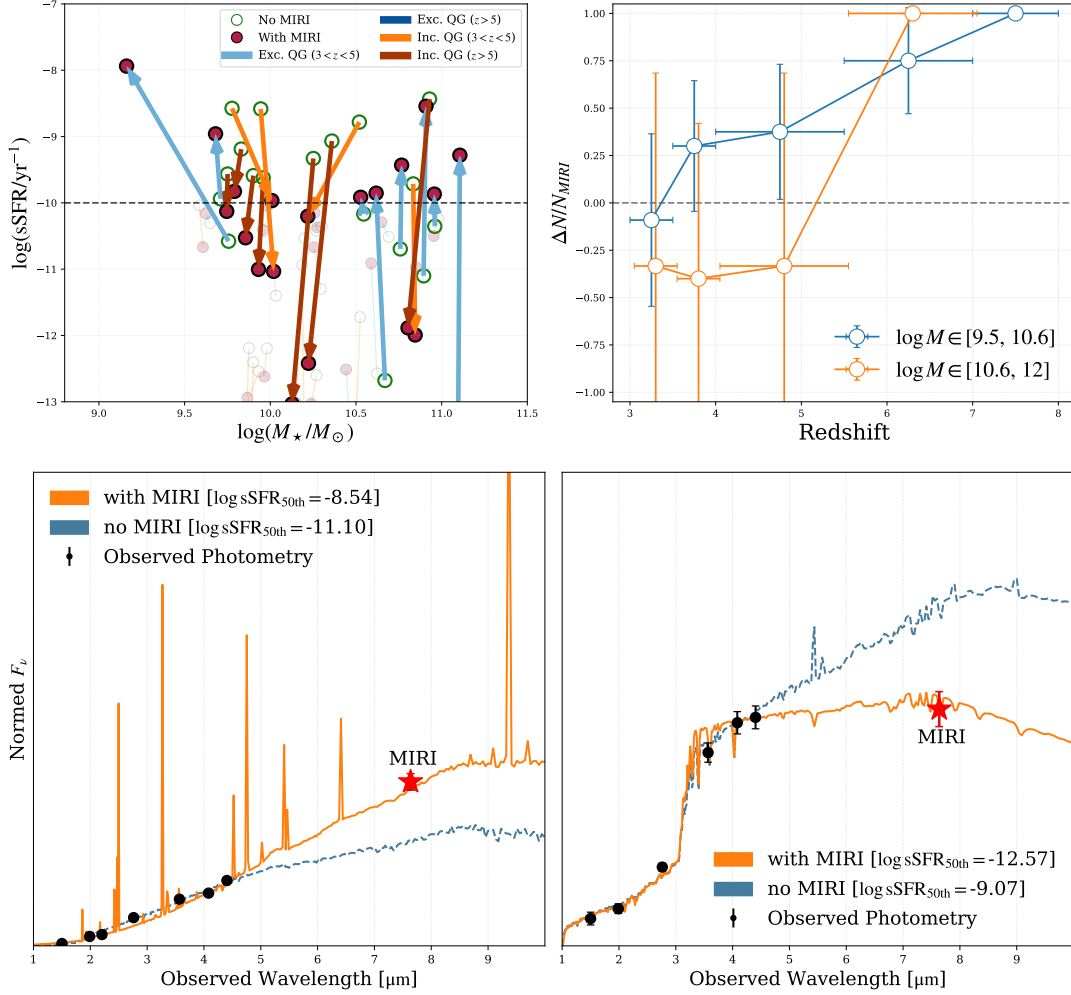 No MIRI
With MIRI
Exc. QG (3<z<5)
Exc. QG (z>5)
Inc. QG (3<z<5)
Inc. QG (z>5)
−7
−8
−9
−10
−11
−12
−13
log(sSFR/yr⁻¹)
9.0 9.5 10.0 10.5 11.0 11.5
log(M⋆/M⊙)
1.00
0.75
0.50
0.25
0.00
−0.25
−0.50
−0.75
−1.00
ΔN/N_MIRI
log M ∈ [9.5, 10.6]
log M ∈ [10.6, 12]
3 4 5 6 7 8
Redshift
with MIRI [log sSFR₅₀ₜₕ = -8.54]
no MIRI [log sSFR₅₀ₜₕ = -11.10]
Observed Photometry
MIRI
Normed Fν
1 2 3 4 5 6 7 8 9
Observed Wavelength [μm]
MIRI
with MIRI [log sSFR₅₀ₜₕ = -12.57]
no MIRI [log sSFR₅₀ₜₕ = -9.07]
Observed Photometry
1 2 3 4 5 6 7 8 9
Observed Wavelength [μm]